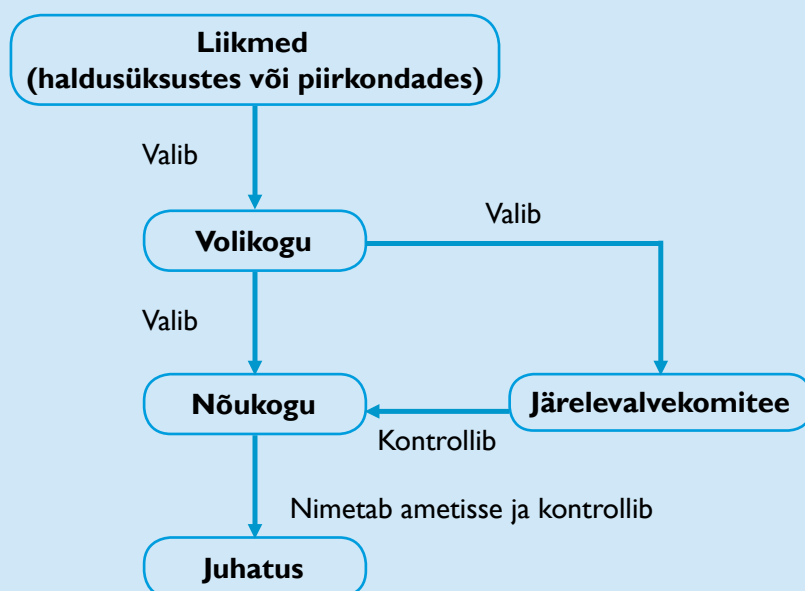 Liikmed
(haldusüksustes või piirkondades)
Valib
Volikogu
Valib
Valib
Nõukogu
Järelevalvekomitee
Kontrollib
Nimetab ametisse ja kontrollib
Juhatus